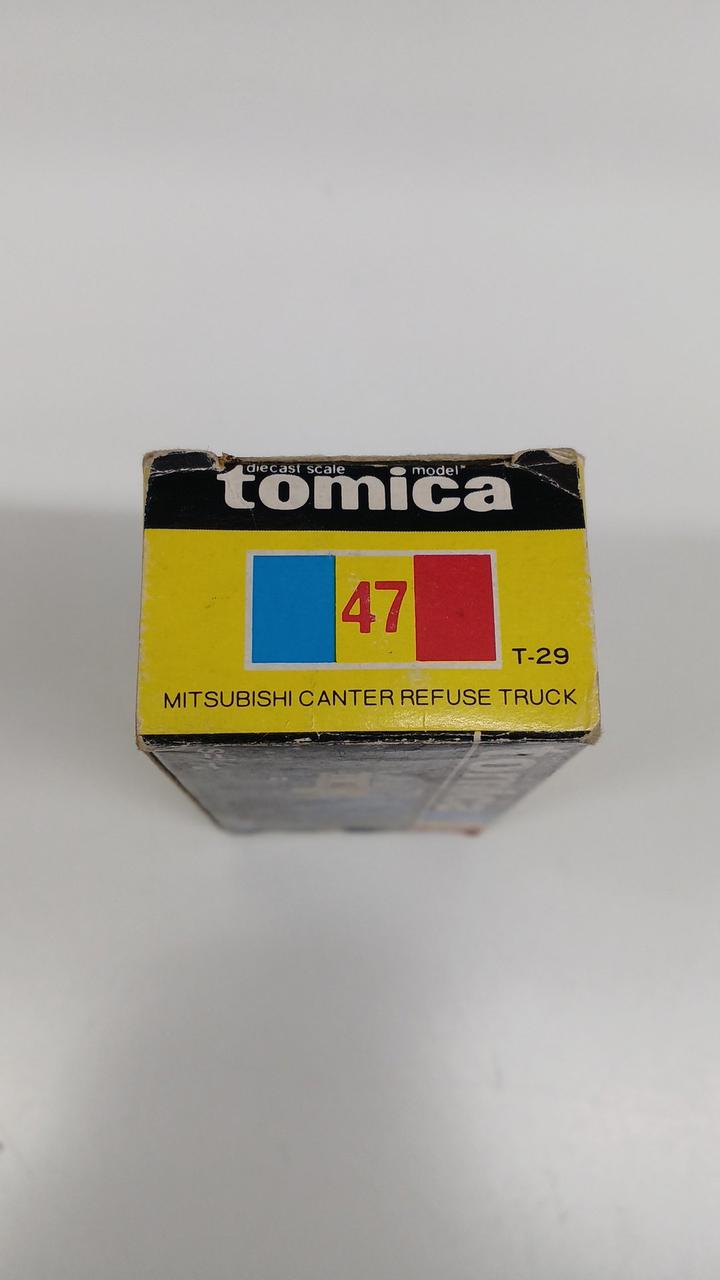 diecast scale model
tomica
47
T-29
MITSUBISHI CANTER REFUSE TRUCK